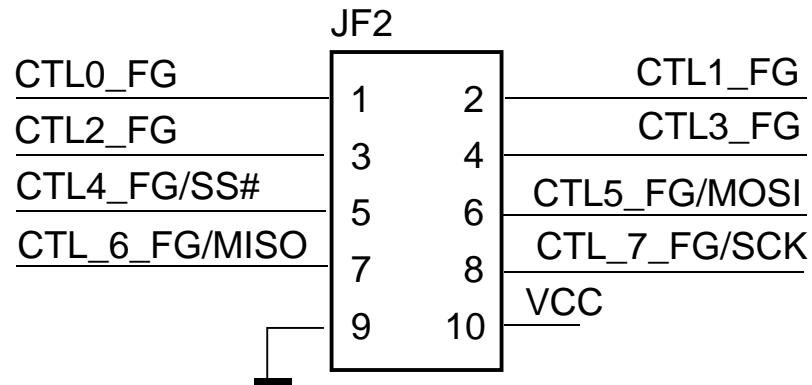 JF2
CTL0_FG 1 2 CTL1_FG
CTL2_FG 3 4 CTL3_FG
CTL4_FG/SS# 5 6 CTL5_FG/MOSI
CTL_6_FG/MISO 7 8 CTL_7_FG/SCK
9 10 VCC